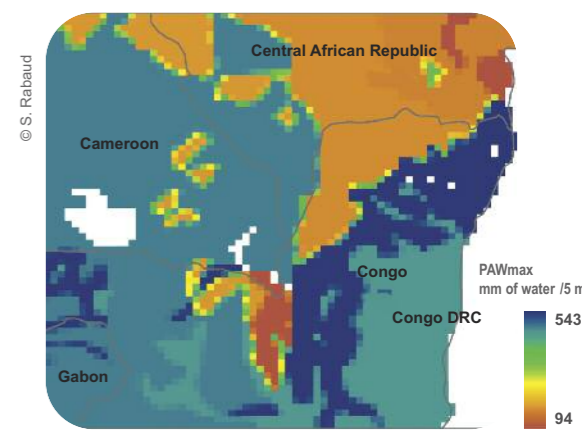 © S. Rabaud
Central African Republic
Cameroon
Congo
Congo DRC
Gabon
PAWmax
mm of water /5 m
543
94